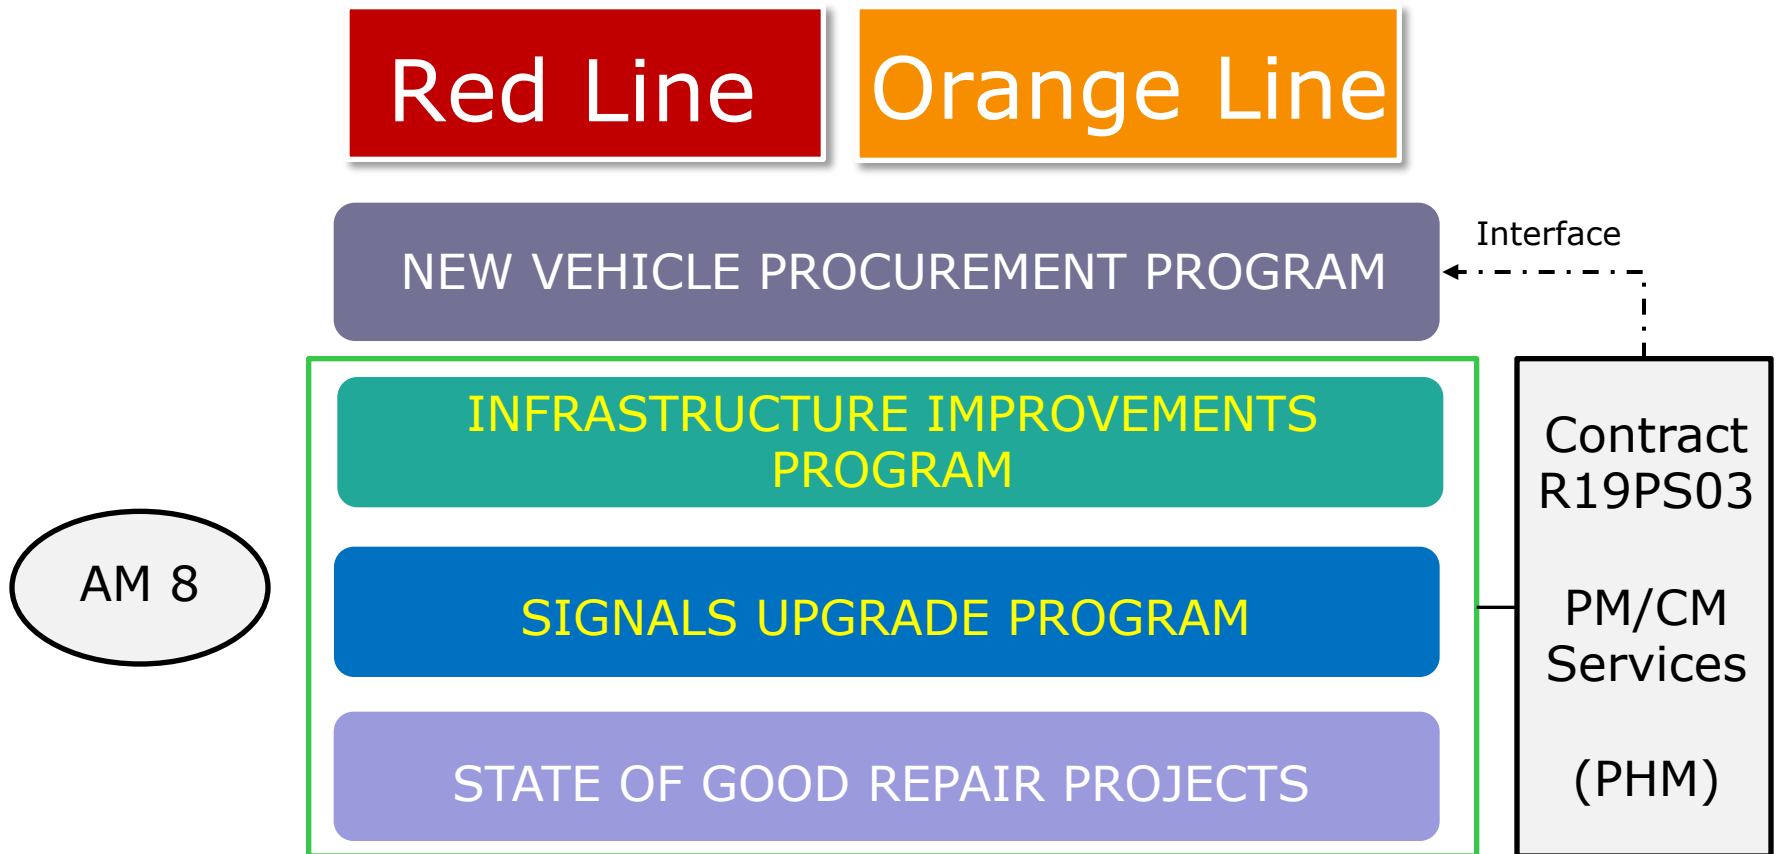 Red Line
Orange Line
NEW VEHICLE PROCUREMENT PROGRAM
Interface
INFRASTRUCTURE IMPROVEMENTS
PROGRAM
AM 8
SIGNALS UPGRADE PROGRAM
STATE OF GOOD REPAIR PROJECTS
Contract
R19PS03
PM/CM
Services
(PHM)